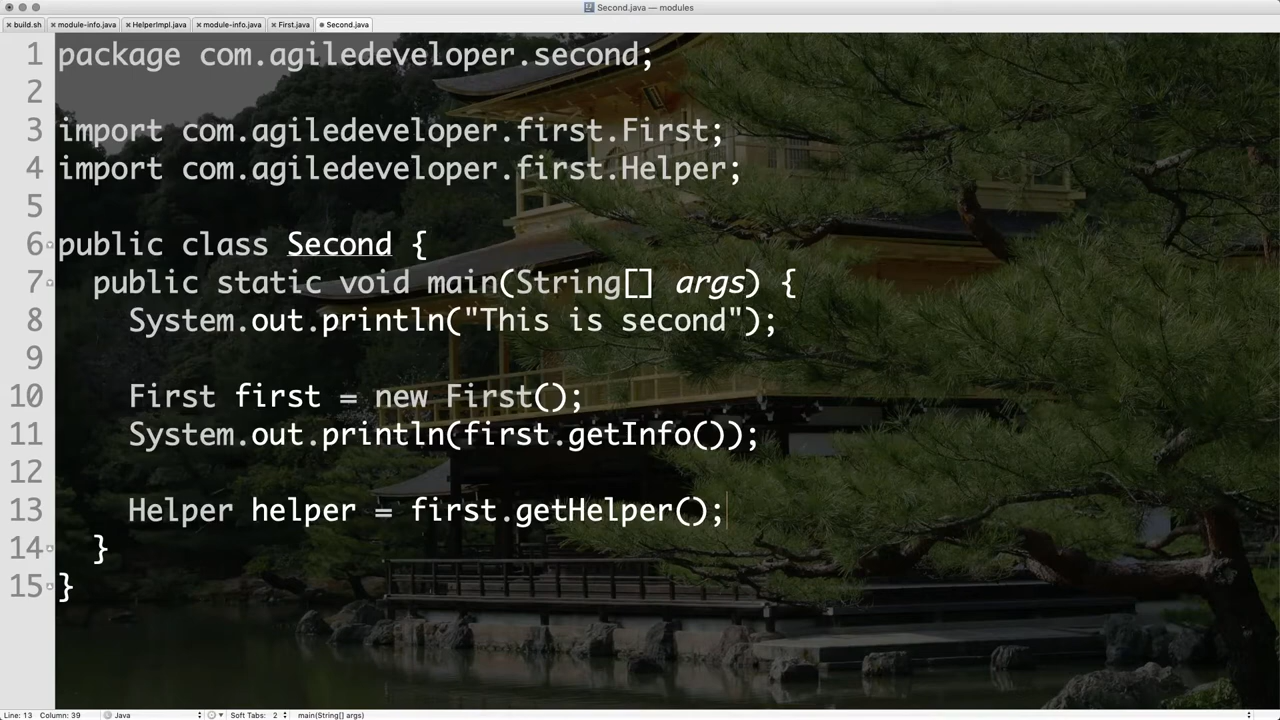 Second.java — modules
build.sh module-info.java HelperImpl.java module-info.java First.java Second.java
1 package com.agiledeveloper.second;
2
3 import com.agiledeveloper.first.First;
4 import com.agiledeveloper.first.Helper;
5
6 public class Second {
7 public static void main(String[] args) {
8 System.out.println("This is second");
9
10 First first = new First();
11 System.out.println(first.getInfo());
12
13 Helper helper = first.getHelper();
14 }
15 }
Line: 13 Column: 39 Java Soft Tabs: 2 main(String[] args)